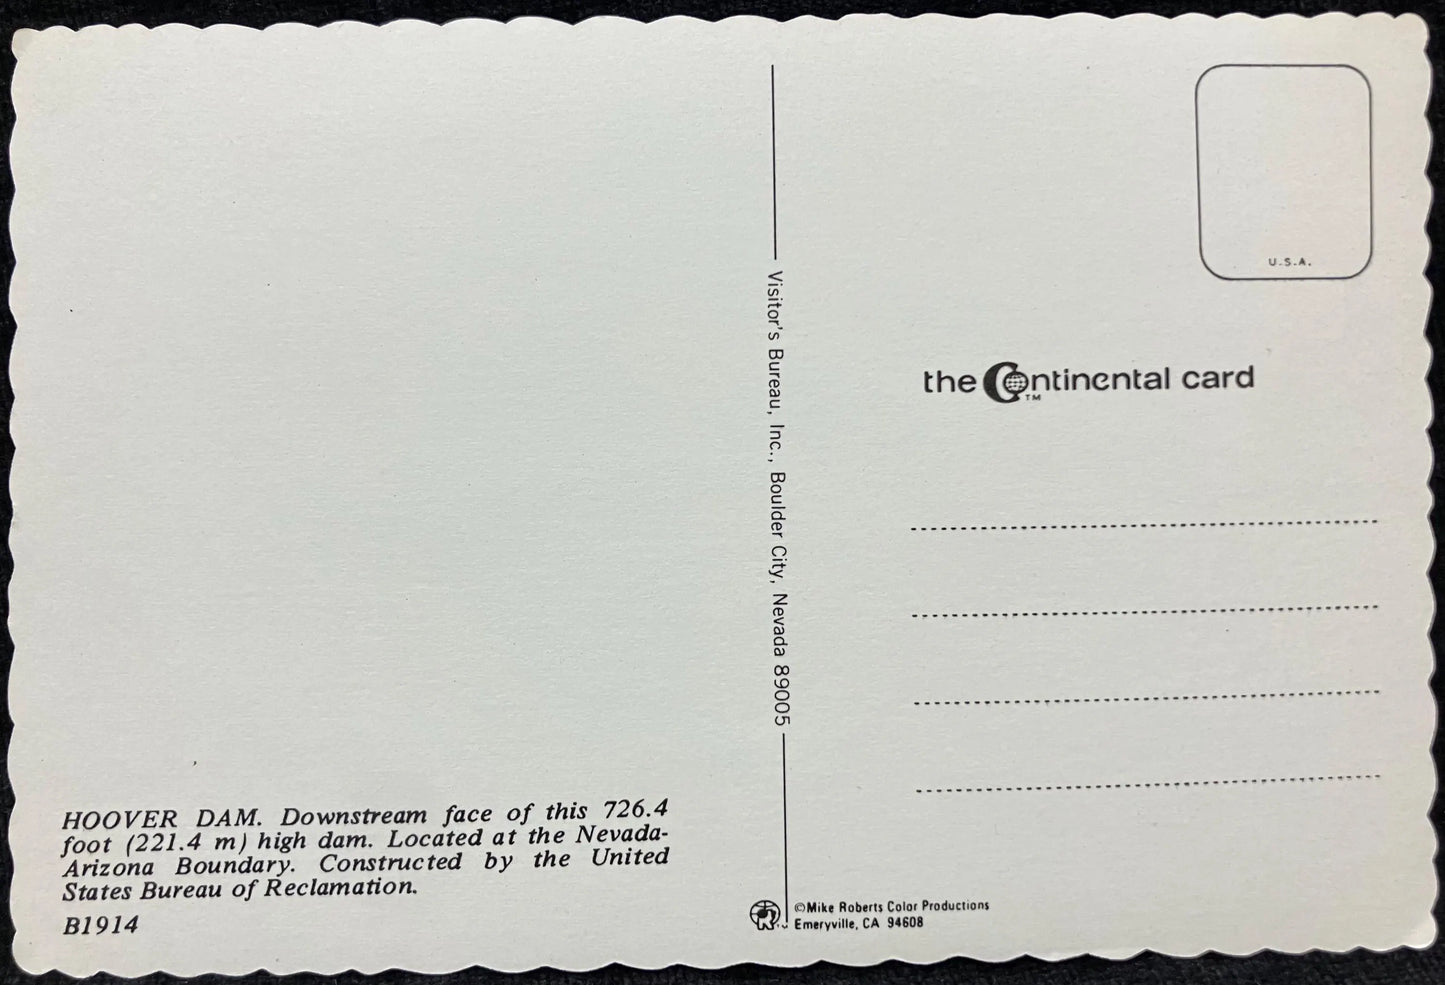 U.S.A.
the Continental card
TM
Visitor's Bureau, Inc., Boulder City, Nevada 89005
HOOVER DAM. Downstream face of this 726.4
foot (221.4 m) high dam. Located at the Nevada-
Arizona Boundary. Constructed by the United
States Bureau of Reclamation.
B1914
©Mike Roberts Color Productions
Emeryville, CA 94608